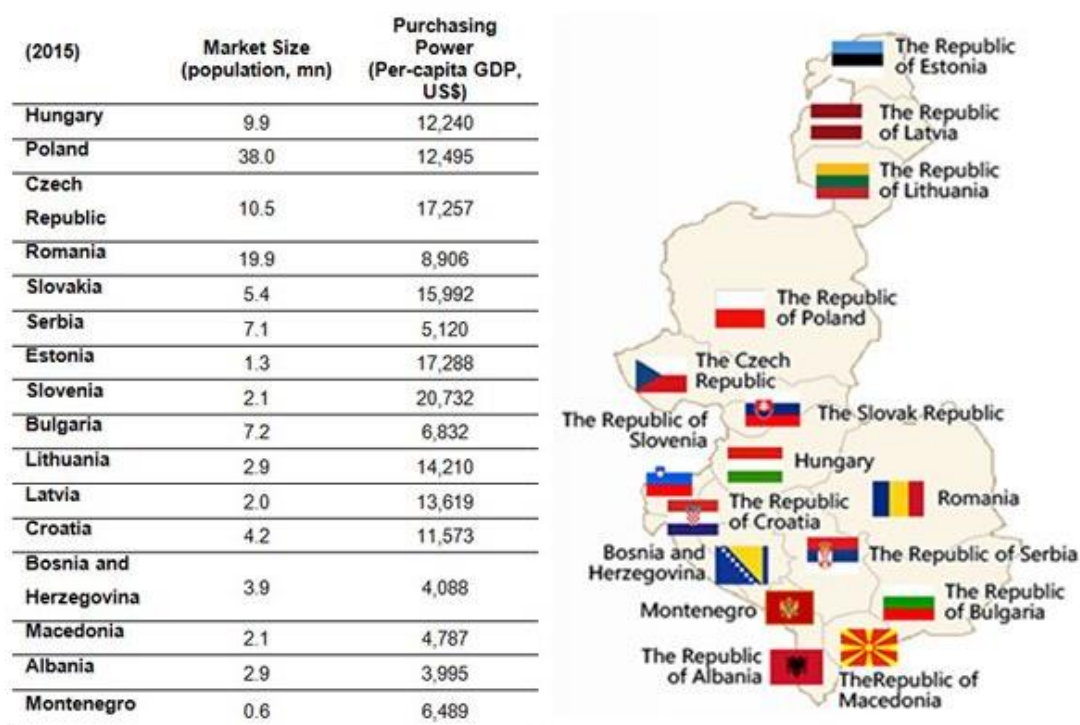 (2015)
Market Size
(population, mn)
Purchasing
Power
(Per-capita GDP,
US$)
Hungary 9.9 12,240
Poland 38.0 12,495
Czech
Republic 10.5 17,257
Romania 19.9 8,906
Slovakia 5.4 15,992
Serbia 7.1 5,120
Estonia 1.3 17,288
Slovenia 2.1 20,732
Bulgaria 7.2 6,832
Lithuania 2.9 14,210
Latvia 2.0 13,619
Croatia 4.2 11,573
Bosnia and
Herzegovina 3.9 4,088
Macedonia 2.1 4,787
Albania 2.9 3,995
Montenegro 0.6 6,489
The Republic
of Estonia
The Republic
of Latvia
The Republic
of Lithuania
The Republic
of Poland
The Czech
Republic
The Republic of
Slovenia
The Slovak Republic
Hungary
Romania
The Republic
of Croatia
Bosnia and
Herzegovina
The Republic of Serbia
Montenegro
The Republic
of Bulgaria
The Republic
of Albania
TheRepublic of
Macedonia